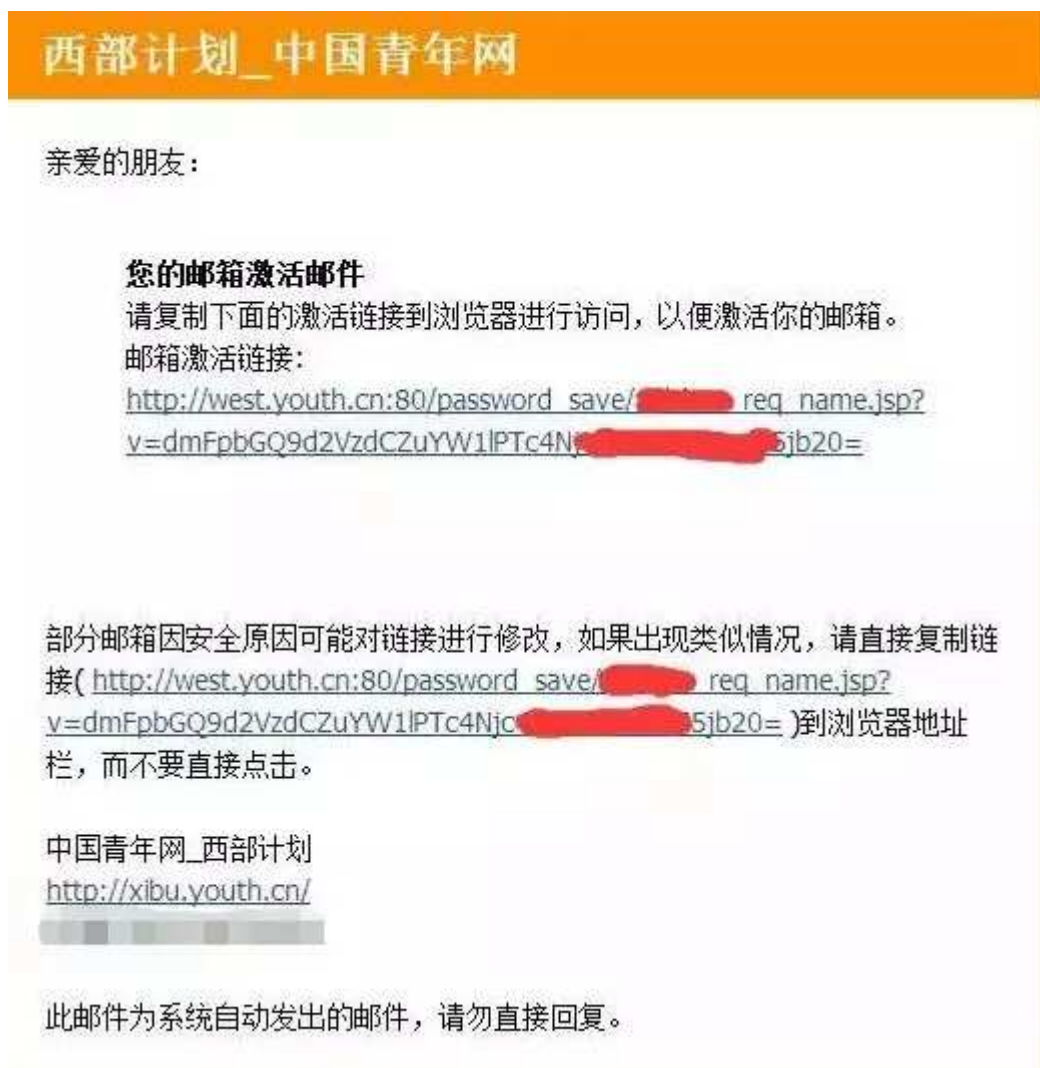 西部计划_中国青年网
亲爱的朋友：
您的邮箱激活邮件
请复制下面的激活链接到浏览器进行访问，以便激活你的邮箱。
邮箱激活链接：
http://west.youth.cn:80/password_save/ req_name.jsp?
v=dmFpbGQ9d2VzdCZuYW1lPTc4Nj 5jb20=
部分邮箱因安全原因可能对链接进行修改，如果出现类似情况，请直接复制链
接( http://west.youth.cn:80/password_save/ req_name.jsp?
v=dmFpbGQ9d2VzdCZuYW1lPTc4Njc 5jb20= )到浏览器地址
栏，而不要直接点击。
中国青年网_西部计划
http://xibu.youth.cn/
此邮件为系统自动发出的邮件，请勿直接回复。